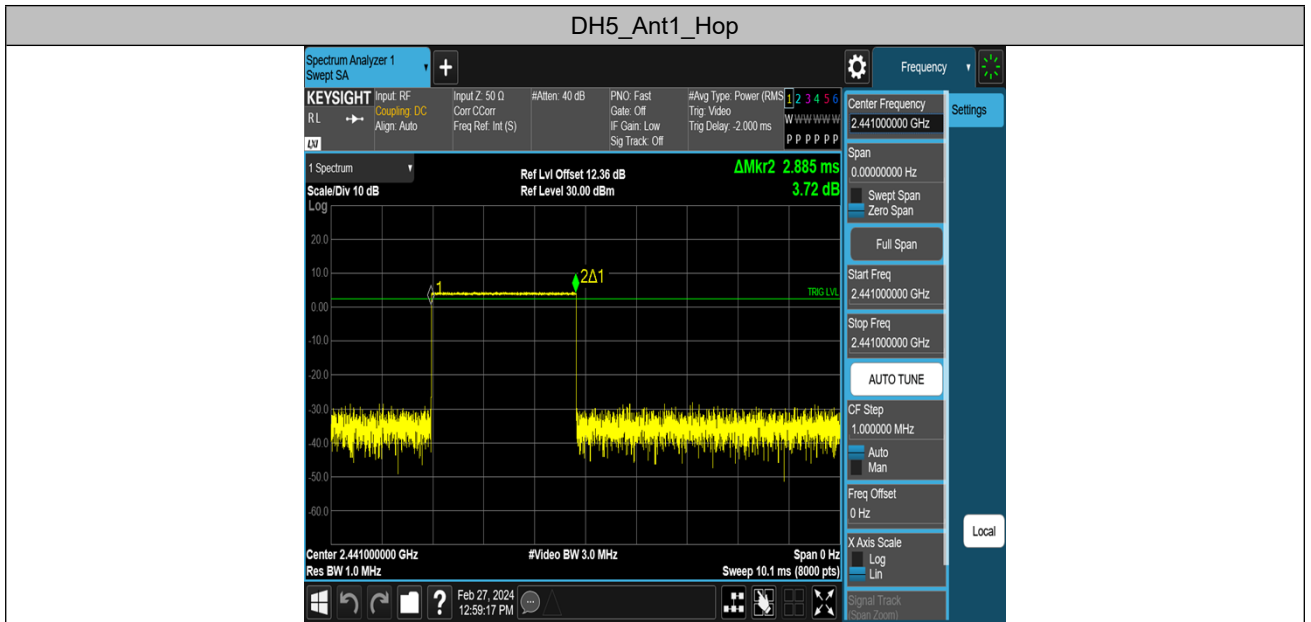 DH5_Ant1_Hop
Spectrum Analyzer 1
Swept SA
+
Frequency
KEYSIGHT
RL
LXI
Input: RF
Coupling: DC
Align: Auto
Input Z: 50 Ω
Corr CCorr
Freq Ref: Int (S)
#Atten: 40 dB
PNO: Fast
Gate: Off
IF Gain: Low
Sig Track: Off
#Avg Type: Power (RMS
Trig: Video
Trig Delay: -2.000 ms
1 2 3 4 5 6
W W W W W W
P P P P P P
1 Spectrum
Scale/Div 10 dB
Log
Ref Lvl Offset 12.36 dB
Ref Level 30.00 dBm
ΔMkr2 2.885 ms
3.72 dB
20.0
10.0
0.00
-10.0
-20.0
-30.0
-40.0
-50.0
-60.0
1
2Δ1
TRIG LVL
Center 2.441000000 GHz
Res BW 1.0 MHz
#Video BW 3.0 MHz
Span 0 Hz
Sweep 10.1 ms (8000 pts)
?
Feb 27, 2024
12:59:17 PM
Center Frequency
2.441000000 GHz
Settings
Span
0.00000000 Hz
Swept Span
Zero Span
Full Span
Start Freq
2.441000000 GHz
Stop Freq
2.441000000 GHz
AUTO TUNE
CF Step
1.000000 MHz
Auto
Man
Freq Offset
0 Hz
X Axis Scale
Log
Lin
Local
Signal Track
(Span Zoom)